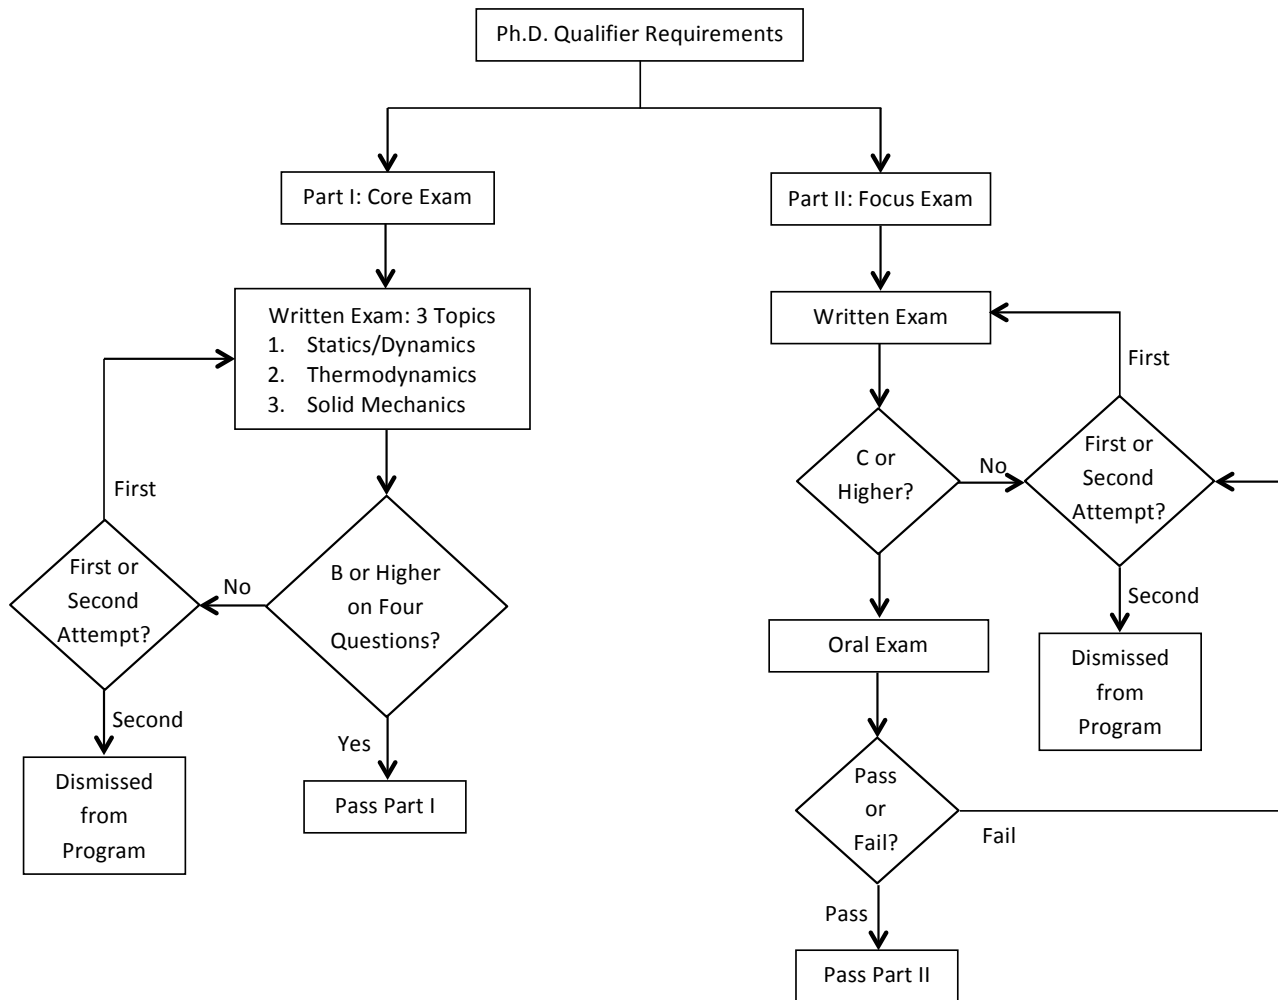 Ph.D. Qualifier Requirements
Part I: Core Exam
Written Exam: 3 Topics
1. Statics/Dynamics
2. Thermodynamics
3. Solid Mechanics
First
First or
Second
Attempt?
No
B or Higher
on Four
Questions?
Second
Yes
Dismissed
from
Program
Pass Part I
Part II: Focus Exam
Written Exam
First
C or
Higher?
No
First or
Second
Attempt?
Second
Oral Exam
Dismissed
from
Program
Pass
or
Fail?
Fail
Pass
Pass Part II